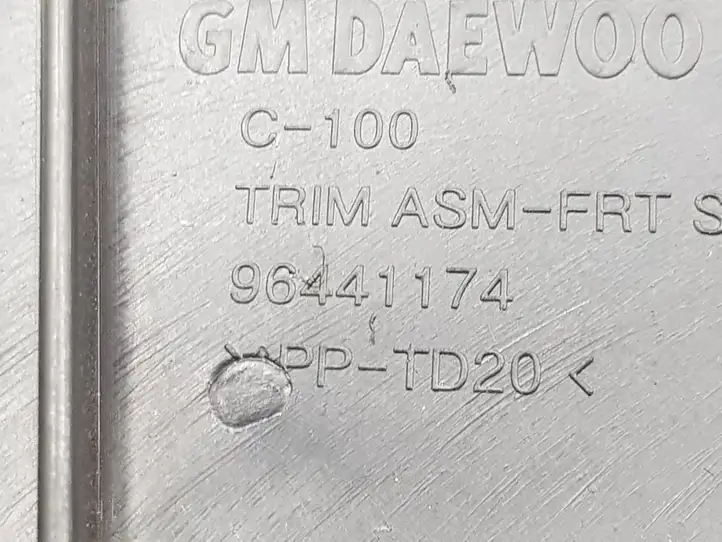 GM DAEWOO
C-100
TRIM ASM-FRT S
96441174
PP-TD20 <